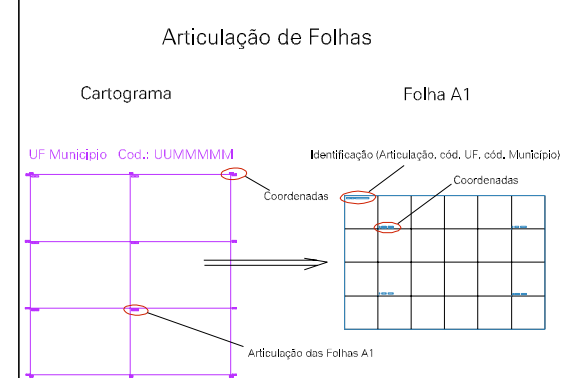 Articulação de Folhas
Cartograma
Folha A1
UF Município Cod.: UUMMMMM
Identificação (Articulação, cód. UF, cód. Município)
Coordenadas
Coordenadas
Articulação das Folhas A1